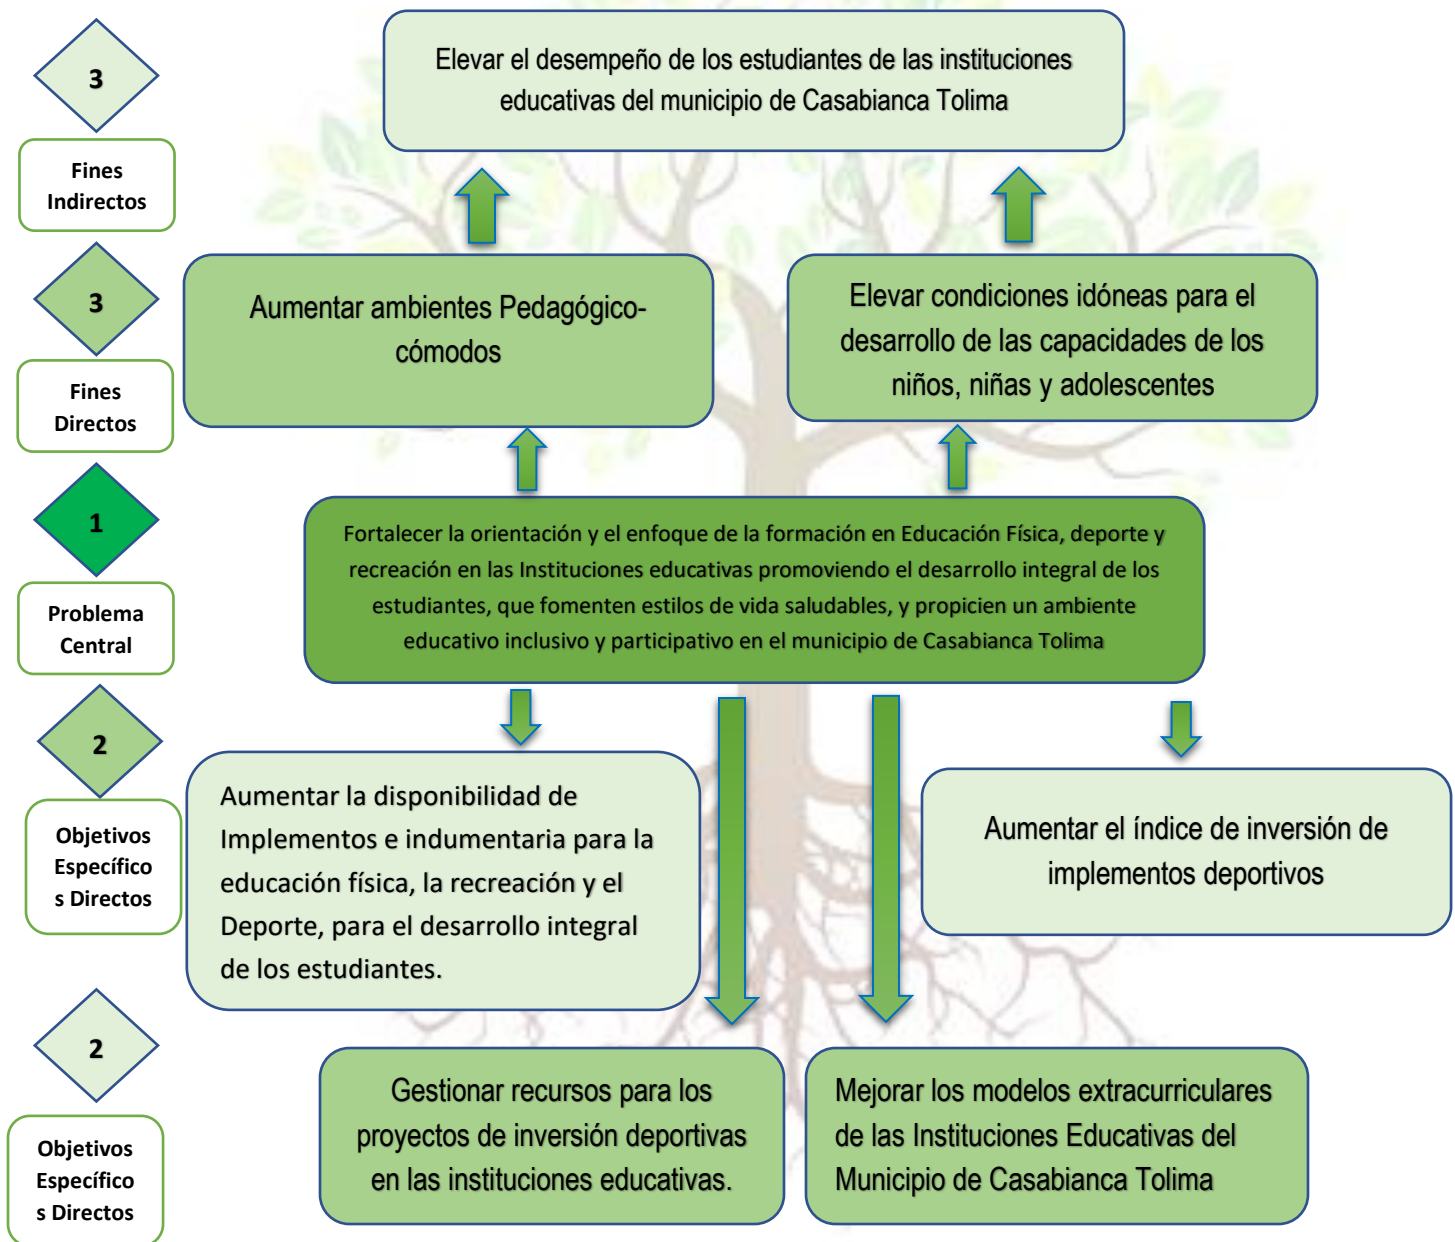 3
Fines
Indirectos
Elevar el desempeño de los estudiantes de las instituciones
educativas del municipio de Casabianca Tolima
3
Fines
Directos
Aumentar ambientes Pedagógico-
cómodos
Elevar condiciones idóneas para el
desarrollo de las capacidades de los
niños, niñas y adolescentes
1
Problema
Central
Fortalecer la orientación y el enfoque de la formación en Educación Física, deporte y
recreación en las Instituciones educativas promoviendo el desarrollo integral de los
estudiantes, que fomenten estilos de vida saludables, y propicien un ambiente
educativo inclusivo y participativo en el municipio de Casabianca Tolima
2
Objetivos
Específico
s Directos
Aumentar la disponibilidad de
Implementos e indumentaria para la
educación física, la recreación y el
Deporte, para el desarrollo integral
de los estudiantes.
Aumentar el índice de inversión de
implementos deportivos
2
Objetivos
Específico
s Directos
Gestionar recursos para los
proyectos de inversión deportivas
en las instituciones educativas.
Mejorar los modelos extracurriculares
de las Instituciones Educativas del
Municipio de Casabianca Tolima